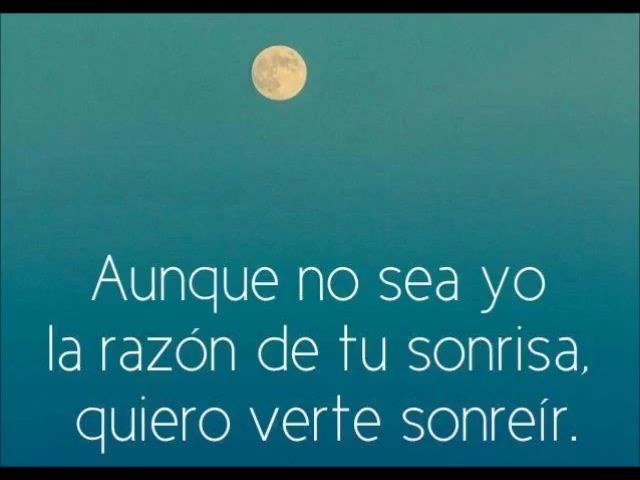 Aunque no sea yo
la razón de tu sonrisa,
quiero verte sonreír.